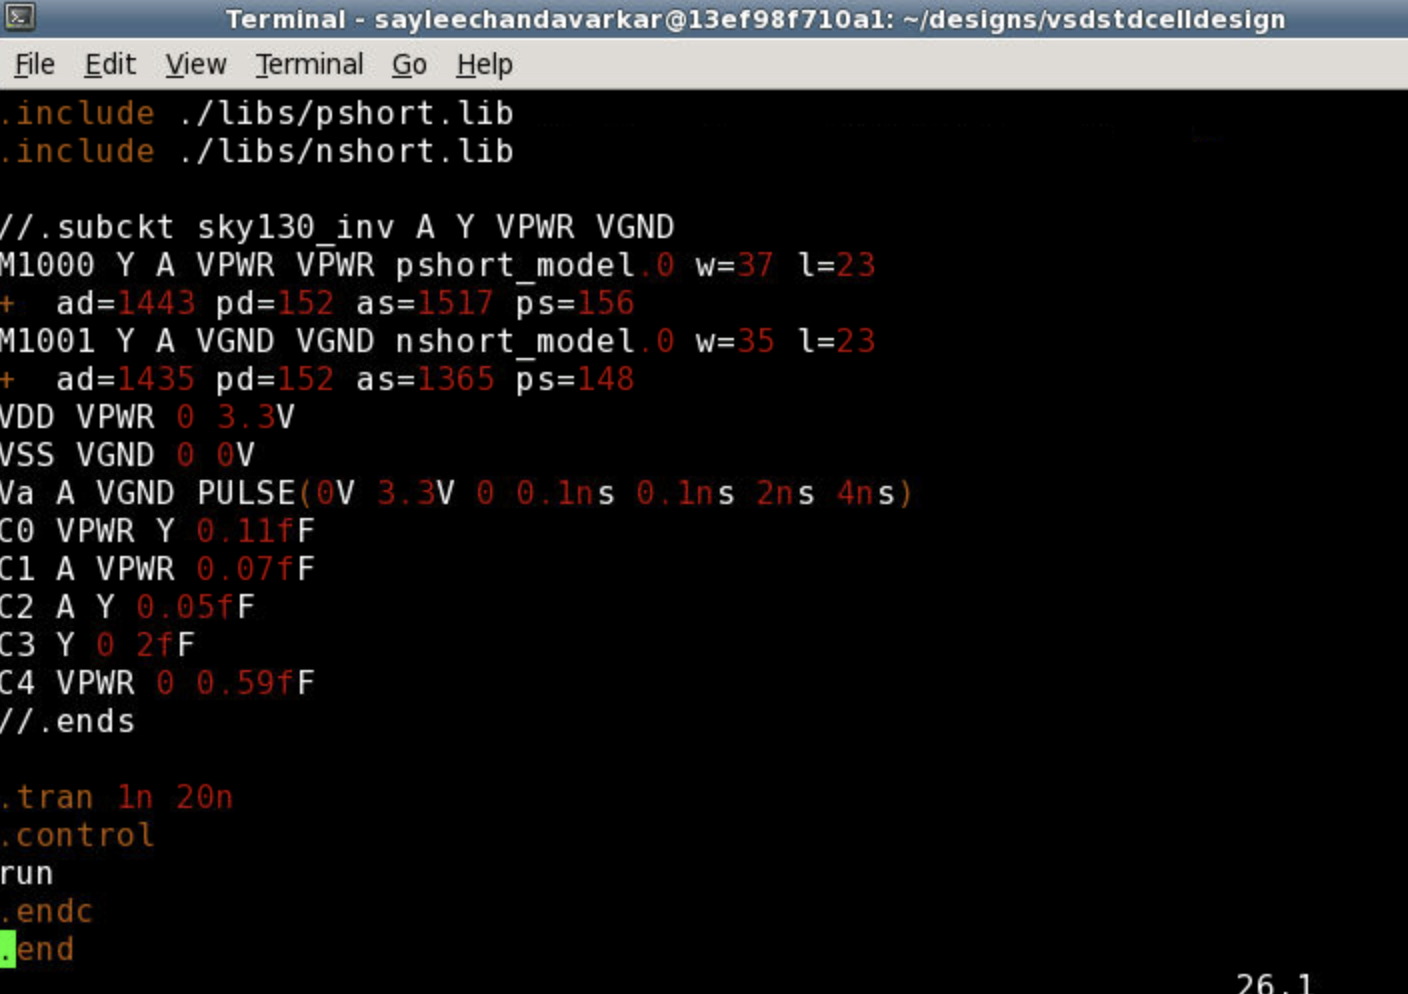 Terminal - sayleechandavarkar@13ef98f710a1: ~/designs/vsdstdcelldesign
File Edit View Terminal Go Help
.include ./libs/pshort.lib
.include ./libs/nshort.lib
//.subckt sky130_inv A Y VPWR VGND
M1000 Y A VPWR VPWR pshort_model.0 w=37 l=23
+  ad=1443 pd=152 as=1517 ps=156
M1001 Y A VGND VGND nshort_model.0 w=35 l=23
+  ad=1435 pd=152 as=1365 ps=148
VDD VPWR 0 3.3V
VSS VGND 0 0V
Va A VGND PULSE(0V 3.3V 0 0.1ns 0.1ns 2ns 4ns)
C0 VPWR Y 0.11fF
C1 A VPWR 0.07fF
C2 A Y 0.05fF
C3 Y 0 2fF
C4 VPWR 0 0.59fF
//.ends
.tran 1n 20n
.control
run
.endc
.end
26,1